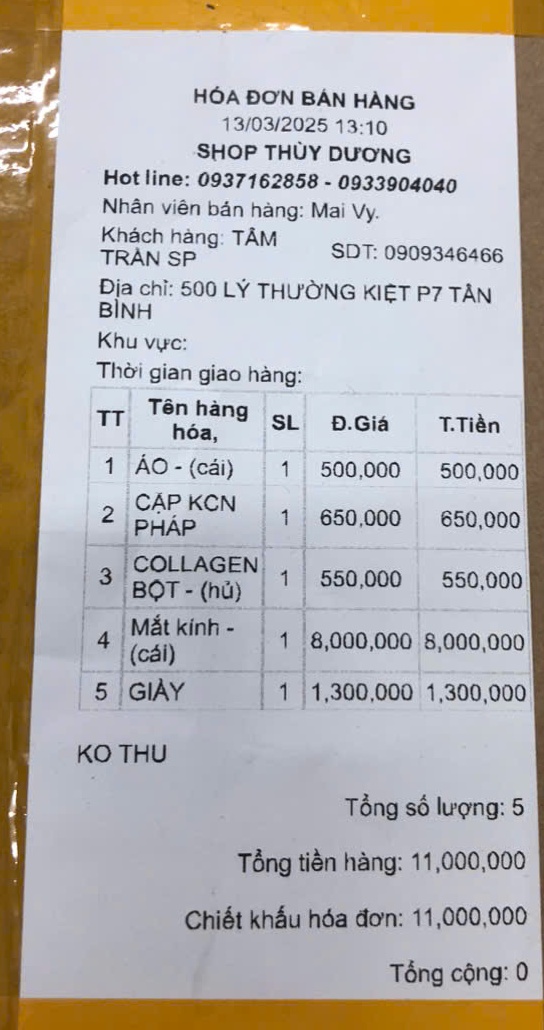 HÓA ĐƠN BÁN HÀNG
13/03/2025 13:10
SHOP THÙY DƯƠNG
Hot line: 0937162858 - 0933904040
Nhân viên bán hàng: Mai Vy.
Khách hàng: TÂM TRẦN SP SDT: 0909346466
Địa chỉ: 500 LÝ THƯỜNG KIỆT P7 TÂN
BÌNH
Khu vực:
Thời gian giao hàng:
TT Tên hàng hóa, SL Đ.Giá T.Tiền
1 ÁO - (cái) 1 500,000 500,000
2 CẶP KCN PHÁP 1 650,000 650,000
3 COLLAGEN BỘT - (hủ) 1 550,000 550,000
4 Mắt kính - (cái) 1 8,000,000 8,000,000
5 GIÀY 1 1,300,000 1,300,000
KO THU
Tổng số lượng: 5
Tổng tiền hàng: 11,000,000
Chiết khấu hóa đơn: 11,000,000
Tổng cộng: 0